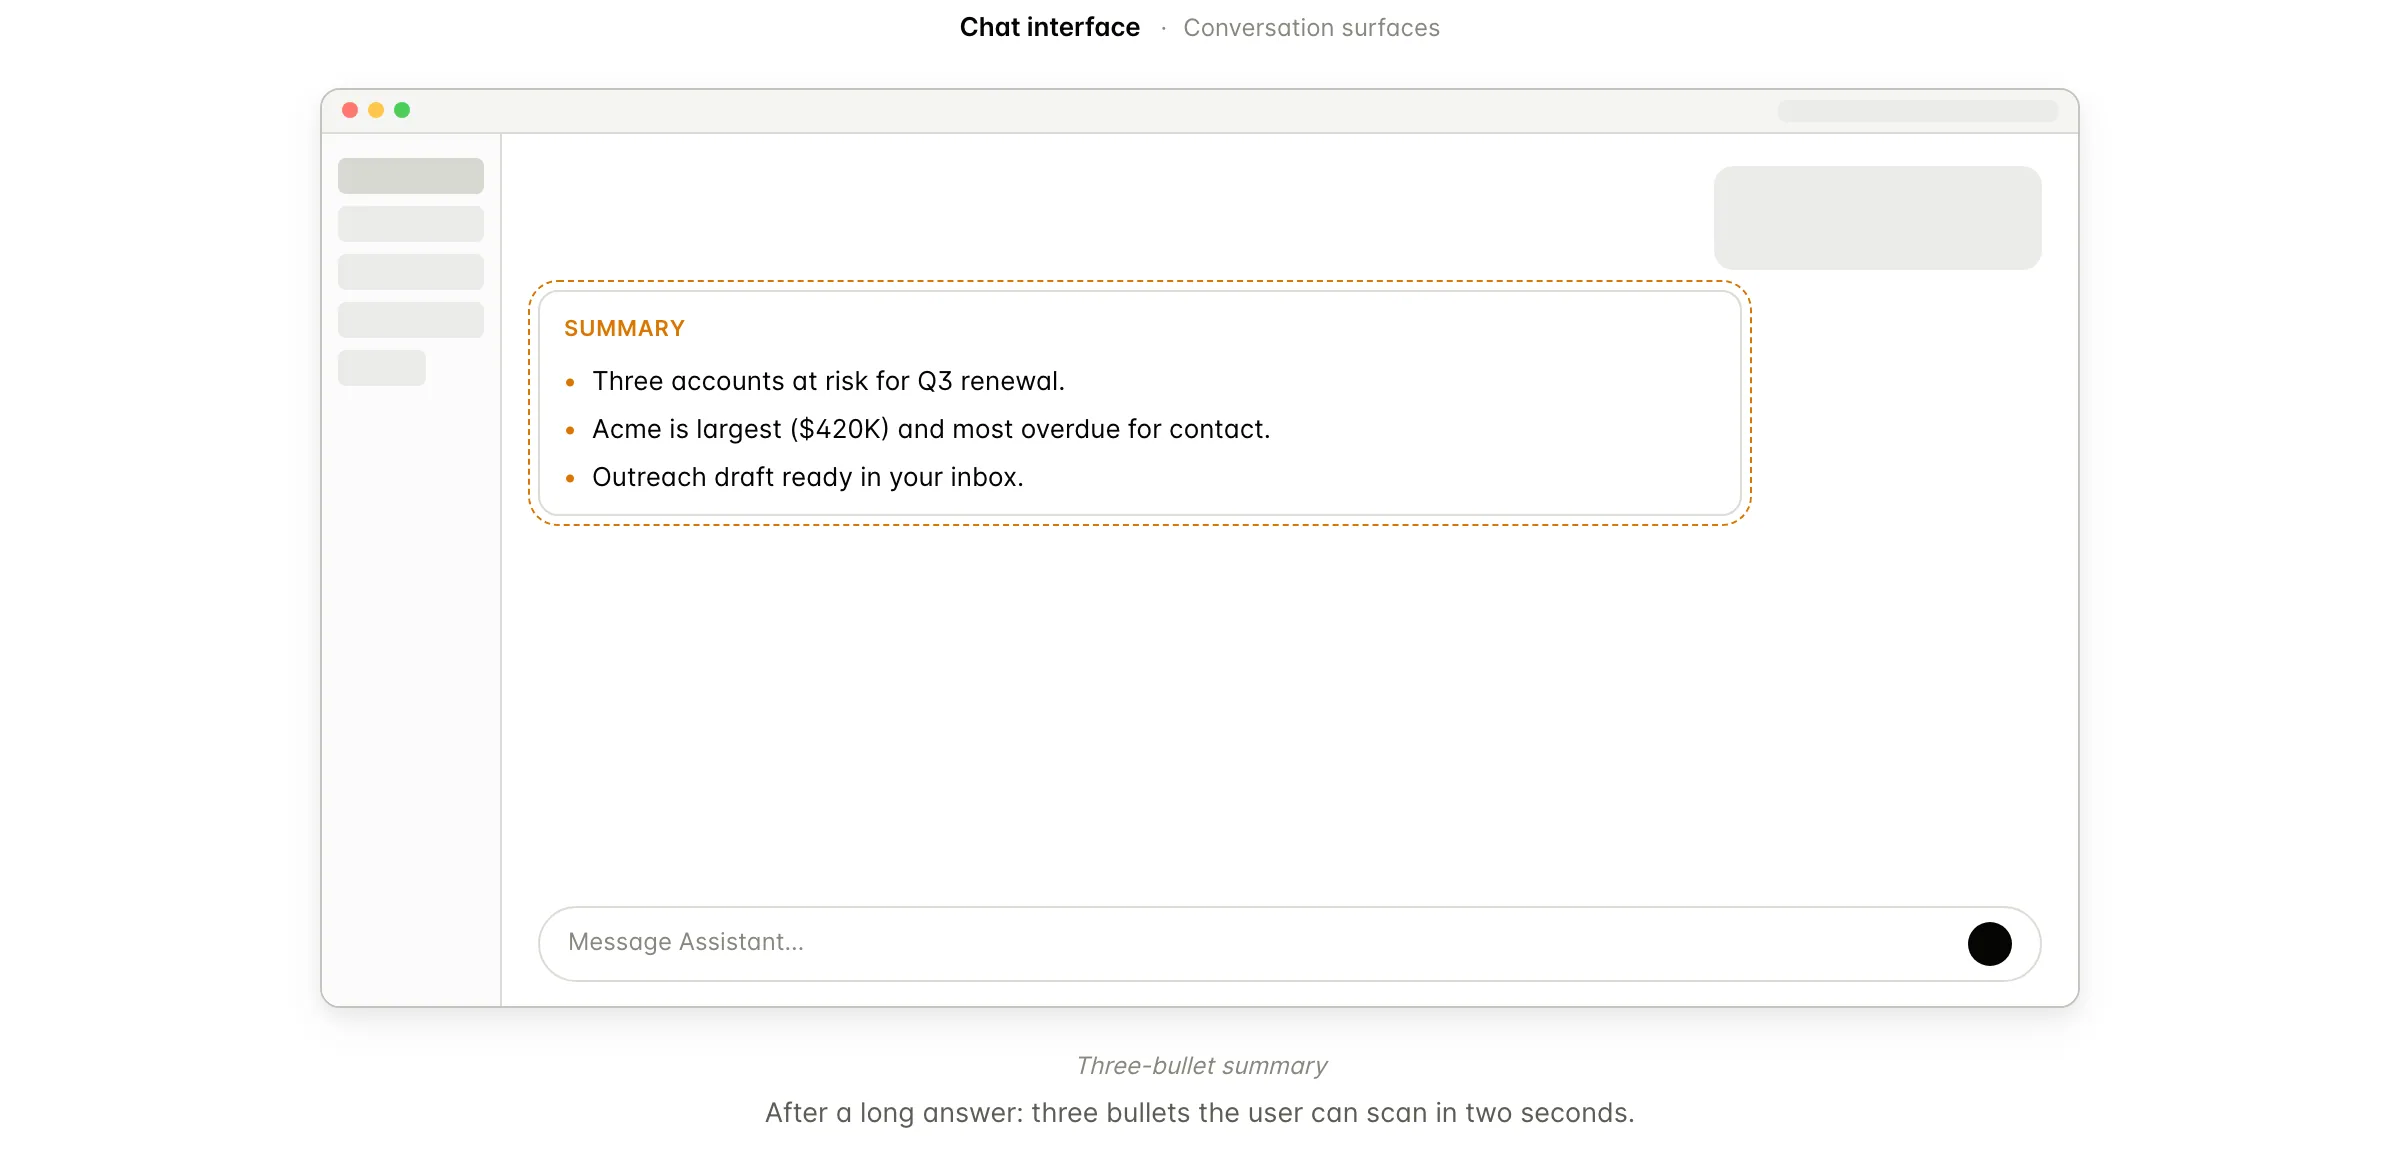 Chat interface · Conversation surfaces
SUMMARY
• Three accounts at risk for Q3 renewal.
• Acme is largest ($420K) and most overdue for contact.
• Outreach draft ready in your inbox.
Message Assistant...
Three-bullet summary
After a long answer: three bullets the user can scan in two seconds.